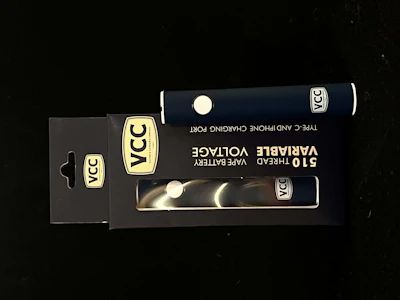 VCC
VCC
510 THREAD
VARIABLE
VAPE BATTERY
VOLTAGE
TYPE-C AND IPHONE CHARGING PORT
VCC
VCC